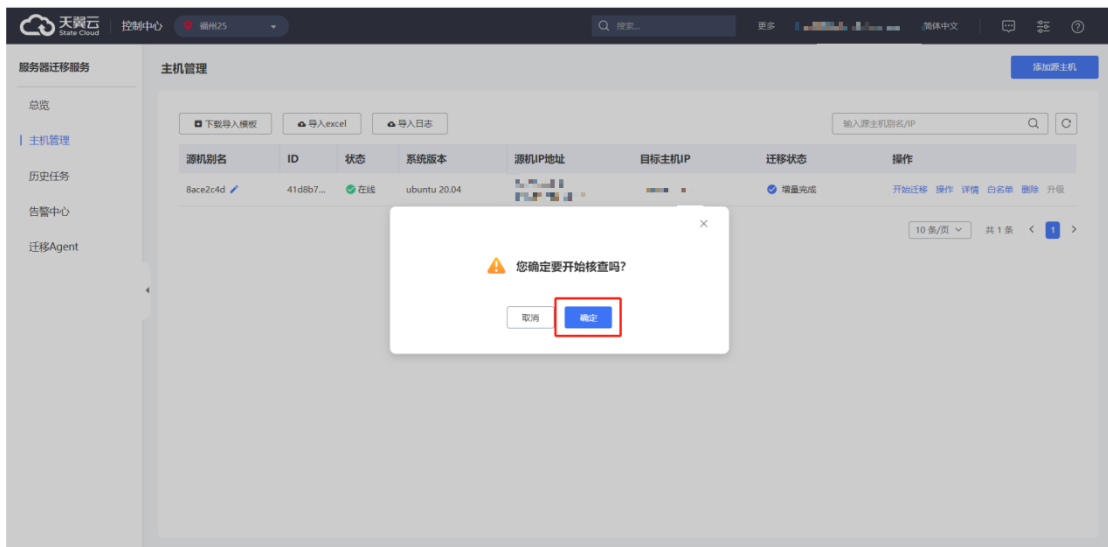 天翼云 State Cloud 控制中心 福州25 搜索... 更多 简体中文
服务器迁移服务
总览
主机管理
历史任务
告警中心
迁移Agent
主机管理 添加源主机
下载导入模板 导入excel 导入日志 输入源主机别名/IP
源机别名 ID 状态 系统版本 源机IP地址 目标主机IP 迁移状态 操作
8ace2c4d 41d8b7... 在线 ubuntu 20.04 增量完成 开始迁移 操作 详情 白名单 删除 升级
10 条/页 共 1 条 1
您确定要开始核查吗?
取消 确定